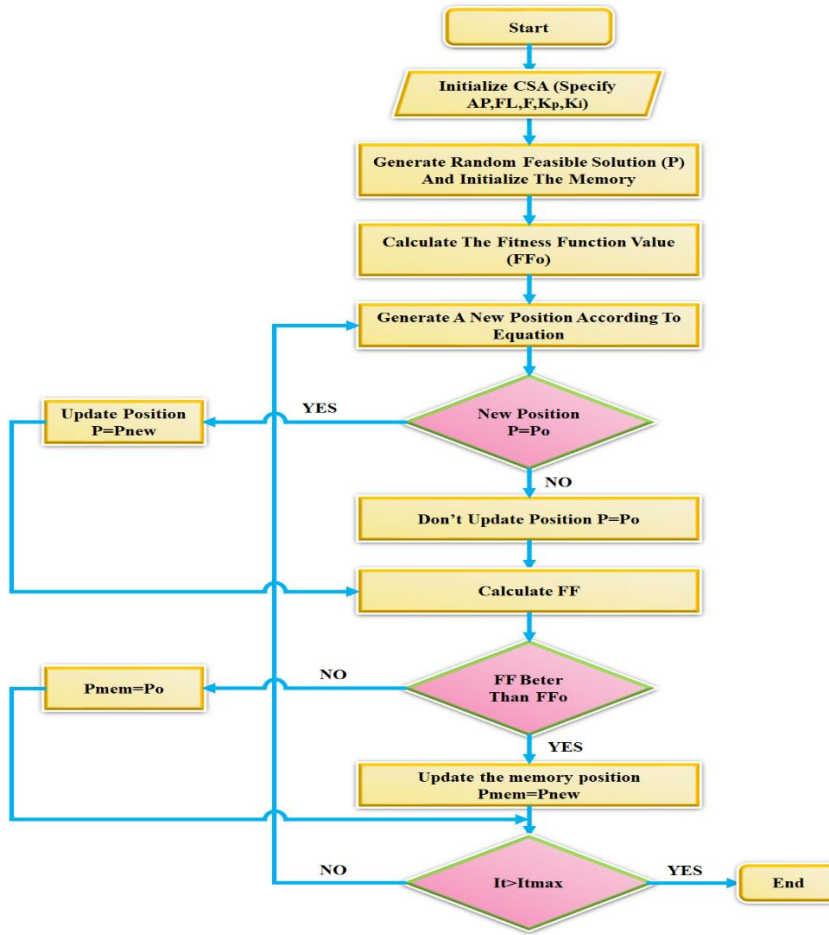 Start
Initialize CSA (Specify
AP,FL,F,Kp,Ki)
Generate Random Feasible Solution (P)
And Initialize The Memory
Calculate The Fitness Function Value
(FFo)
Generate A New Position According To
Equation
Update Position
P=Pnew
YES
New Position
P=Po
NO
Don't Update Position P=Po
Calculate FF
Pmem=Po
NO
FF Beter
Than FFo
YES
Update the memory position
Pmem=Pnew
NO
It>Itmax
YES
End